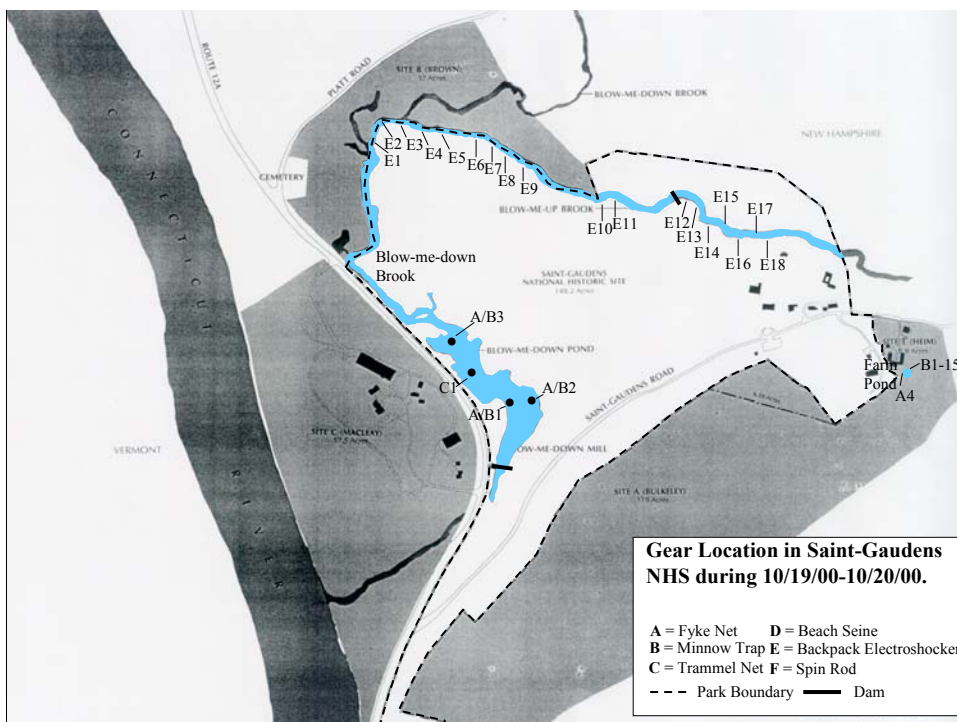 SITE B (BROWN)
37 Acres
ROUTE 12A
PLATT ROAD
BLOW-ME-DOWN BROOK
NEW HAMPSHIRE
CONNECTICUT RIVER
E2
E3
E4
E5
E1
E6
E7
E8
E9
CEMETERY
BLOW-ME-UP BROOK
E10
E11
E12
E13
E14
E15
E16
E17
E18
Blow-me-down
Brook
SAINT-GAUDENS
NATIONAL HISTORIC SITE
A/B3
BLOW-ME-DOWN POND
C1
A/B1
A/B2
SAINT-GAUDENS ROAD
SITE E (HEIM)
Farm
Pond
B1-15
A4
SITE C (MACLEAY)
VERMONT
OW-ME-DOWN MILL
SITE A (BULKELEY)
Gear Location in Saint-Gaudens
NHS during 10/19/00-10/20/00.
A = Fyke Net D = Beach Seine
B = Minnow Trap E = Backpack Electroshocker
C = Trammel Net F = Spin Rod
Park Boundary Dam